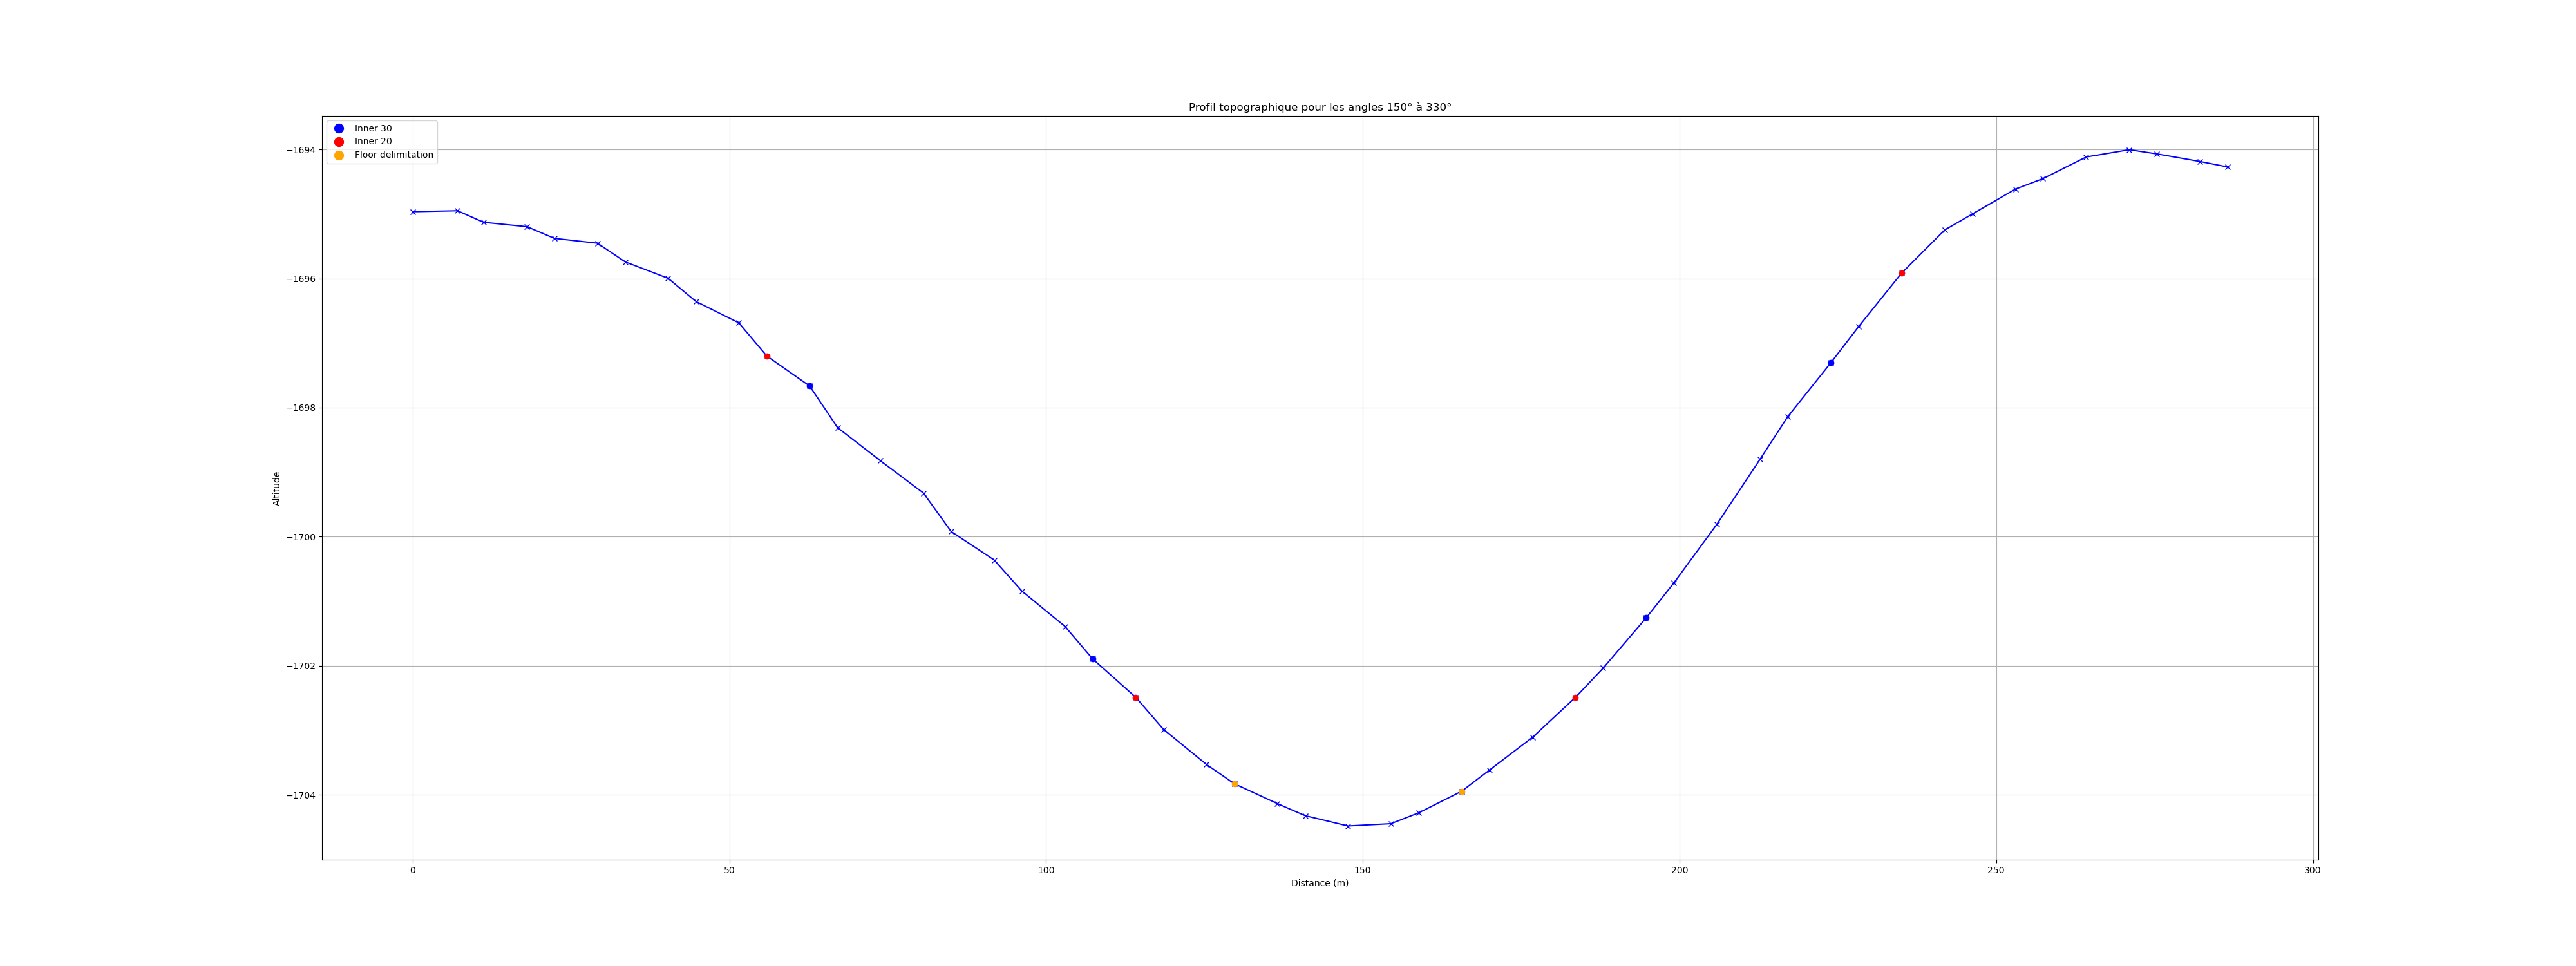 Profil topographique pour les angles 150° à 330°
Inner 30
Inner 20
Floor delimitation
−1694
−1696
−1698
−1700
−1702
−1704
Altitude
0 50 100 150 200 250 300
Distance (m)